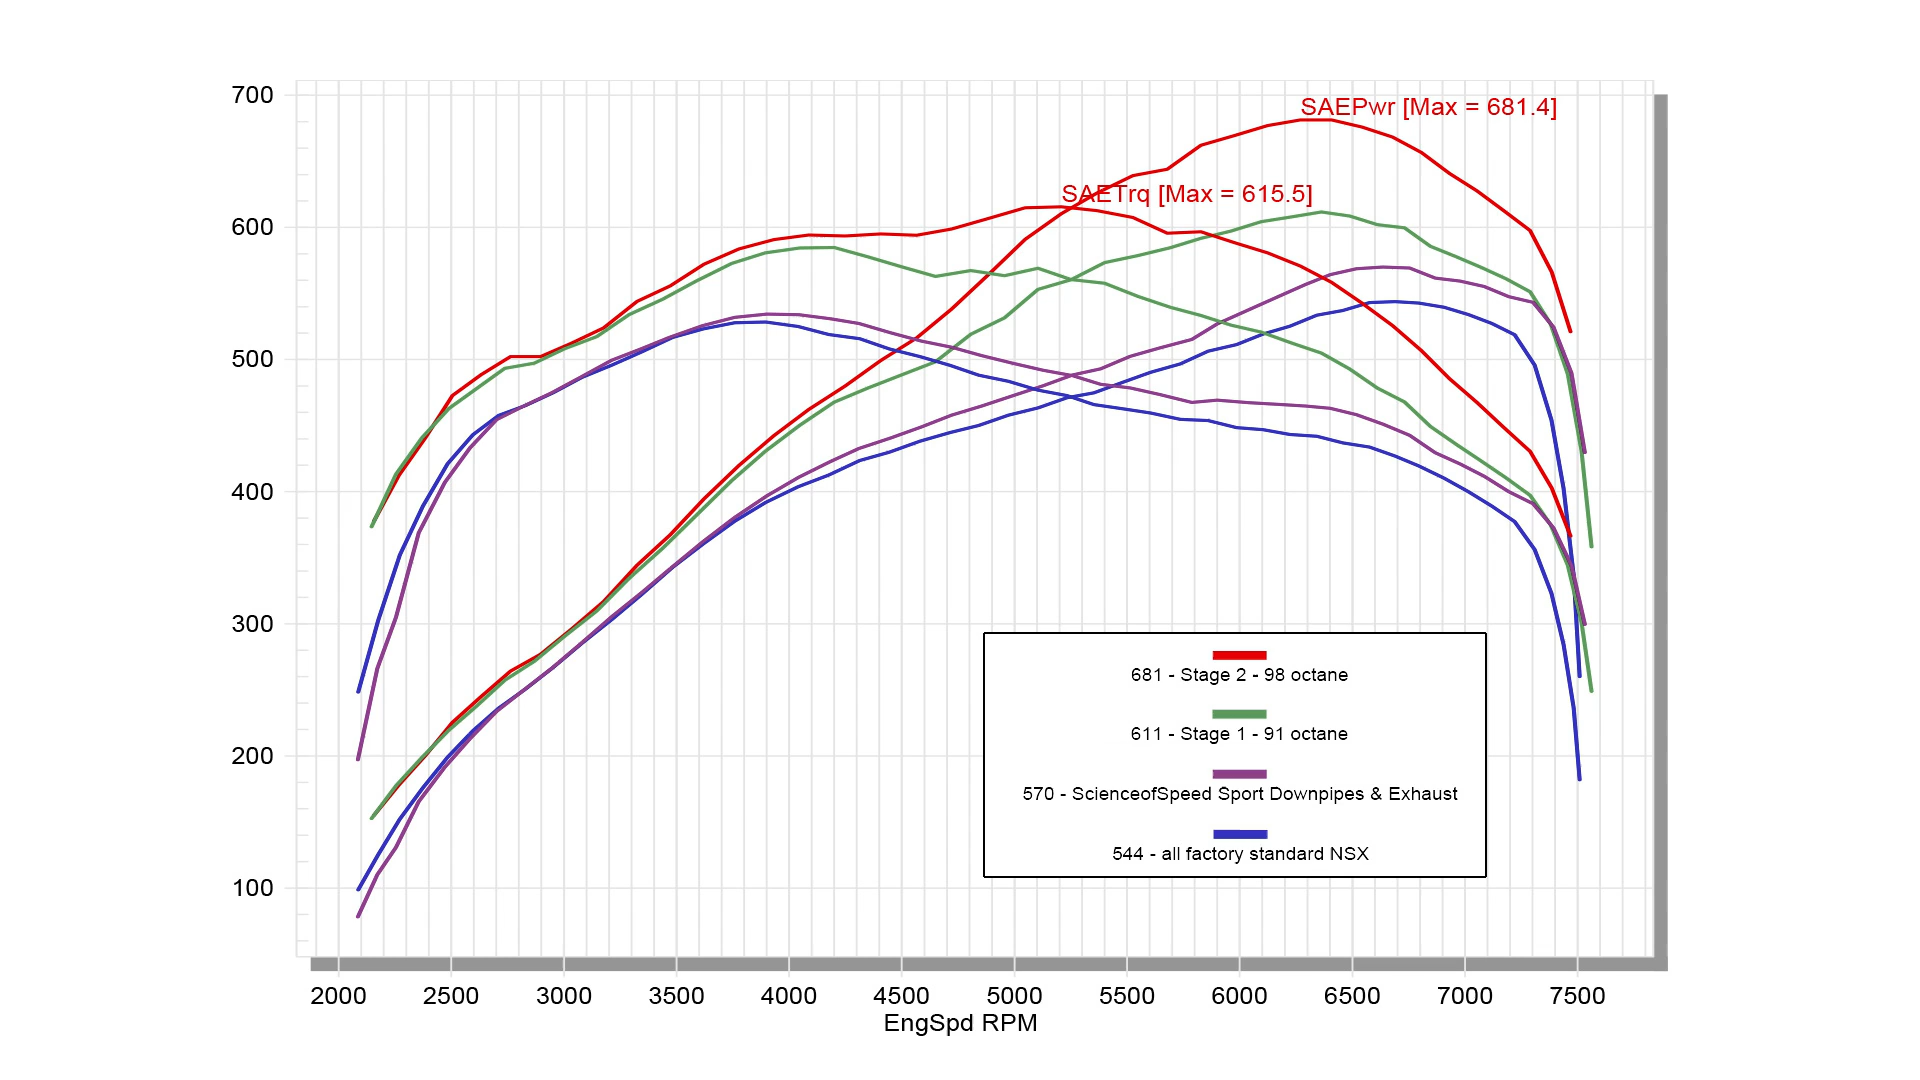 700
SAEPwr [Max = 681.4]
SAETrq [Max = 615.5]
600
500
400
300
681 - Stage 2 - 98 octane
611 - Stage 1 - 91 octane
200
570 - ScienceofSpeed Sport Downpipes & Exhaust
544 - all factory standard NSX
100
2000 2500 3000 3500 4000 4500 5000 5500 6000 6500 7000 7500
EngSpd RPM